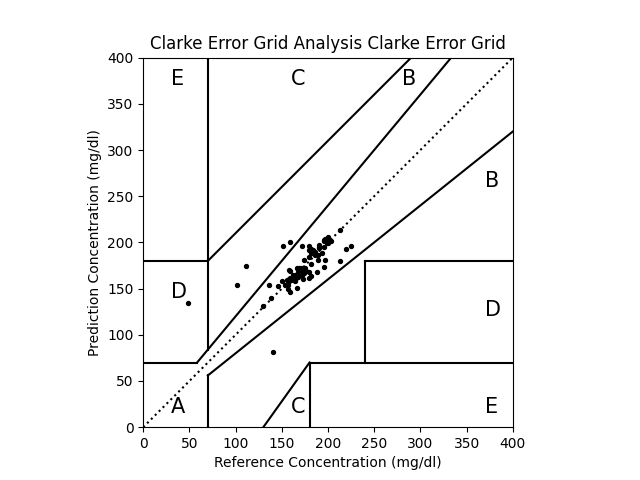 Clarke Error Grid Analysis Clarke Error Grid
400
350
300
250
200
150
100
50
0
Prediction Concentration (mg/dl)
E
C
B
B
D
D
A
C
E
0
50
100
150
200
250
300
350
400
Reference Concentration (mg/dl)